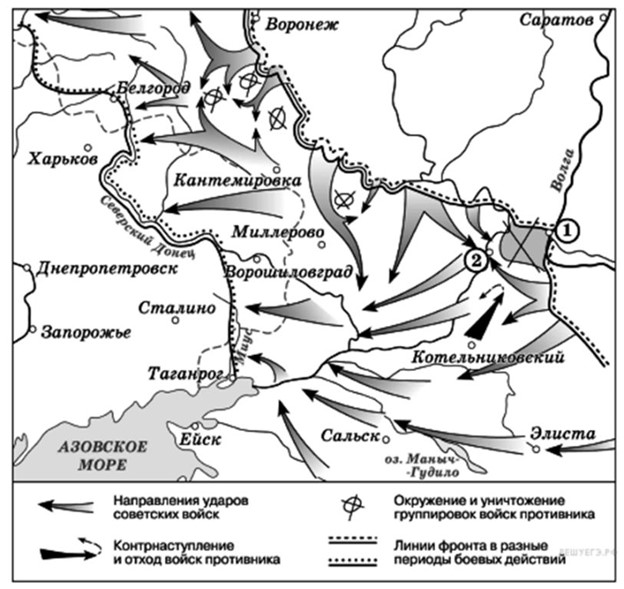 Воронеж
Саратов
Белгород
Харьков
Волга
Кантемировка
1
Северский Донец
Миллерово
2
Днепропетровск
Ворошиловград
Сталино
Запорожье
Миус
Котельниковский
Таганрог
АЗОВСКОЕ
МОРЕ
Ейск
Сальск
Элиста
оз. Маныч-
-Гудило
Направления ударов
советских войск
Окружение и уничтожение
группировок войск противника
Контрнаступление
и отход войск противника
Линии фронта в разные
периоды боевых действий
РЕШУЕГЭ.РФ